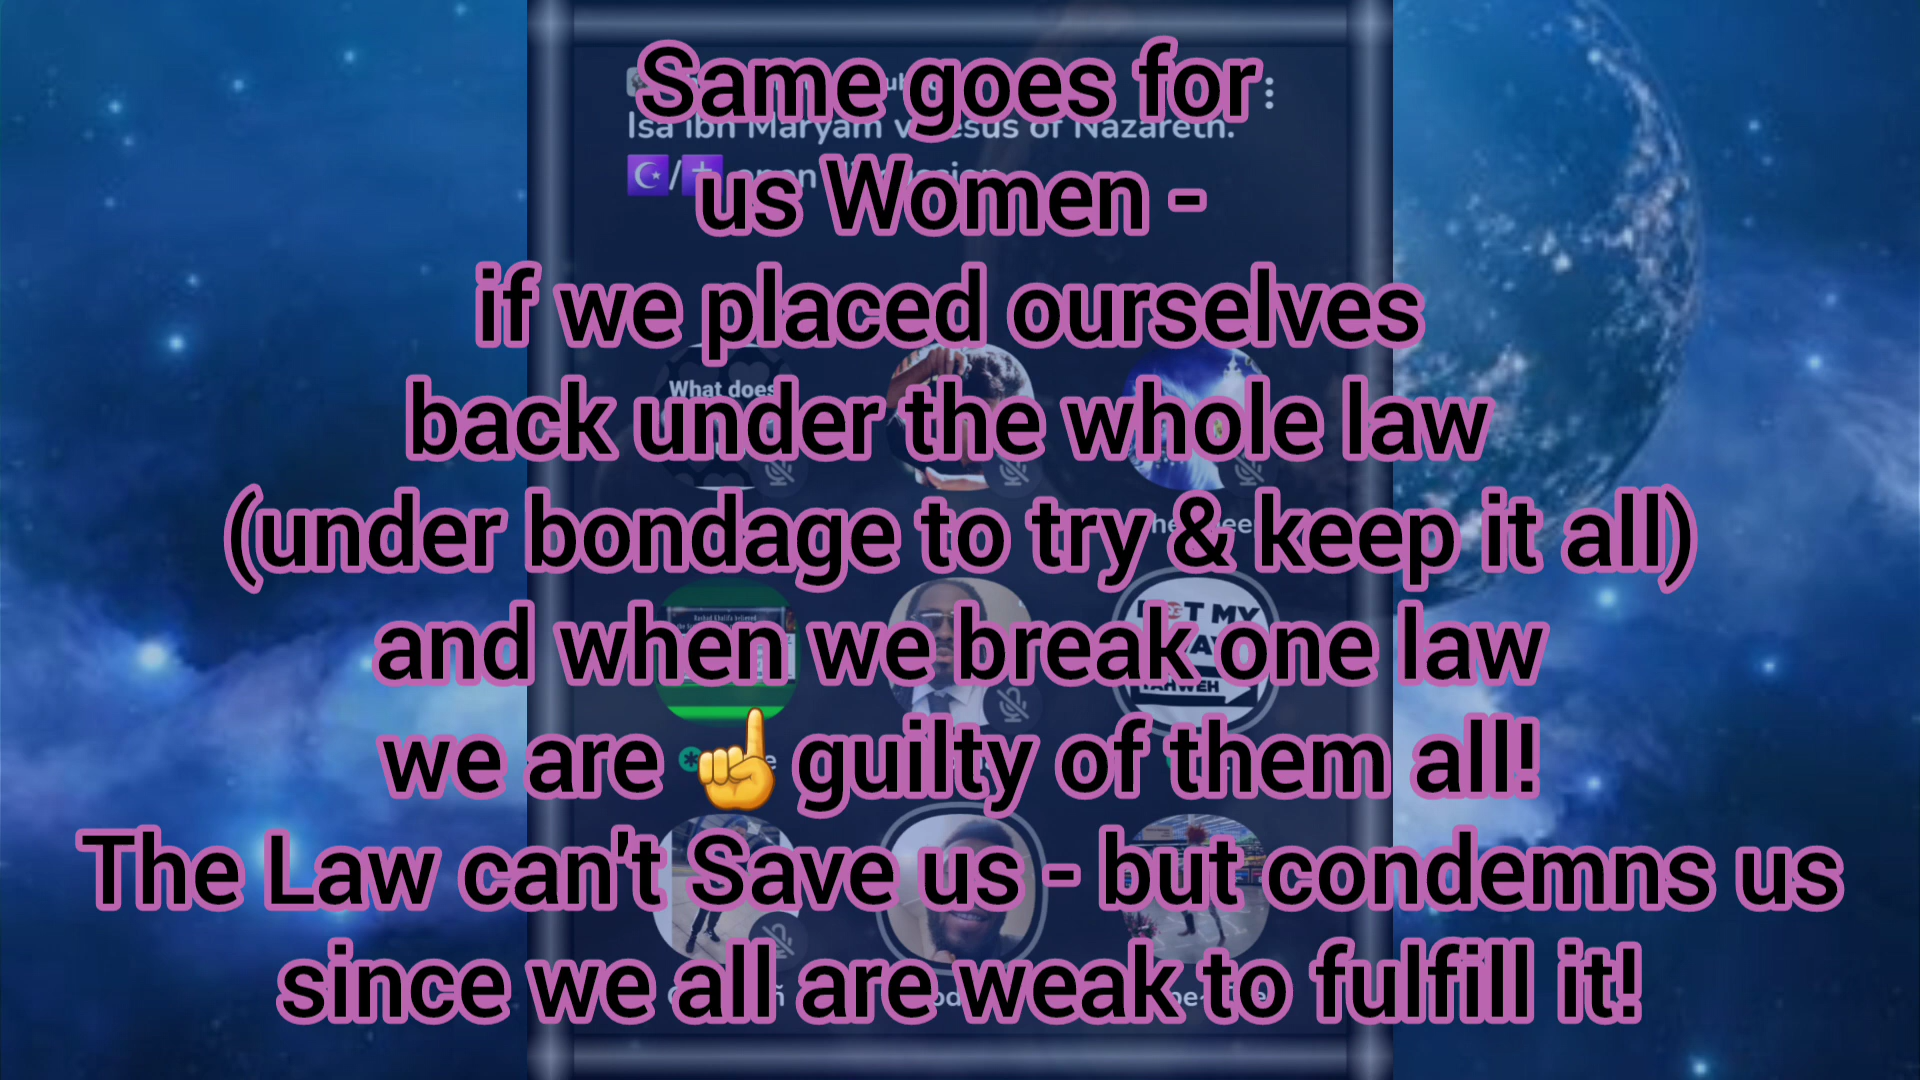 Same goes for
Isa Ibn Maryam v Jesus of Nazareth.
us Women -
if we placed ourselves
What does
back under the whole law
(under bondage to try & keep it all)
and when we break one law
NOT MY
YAHWEH
we are ☝️ guilty of them all!
The Law can't Save us - but condemns us
since we all are weak to fulfill it!